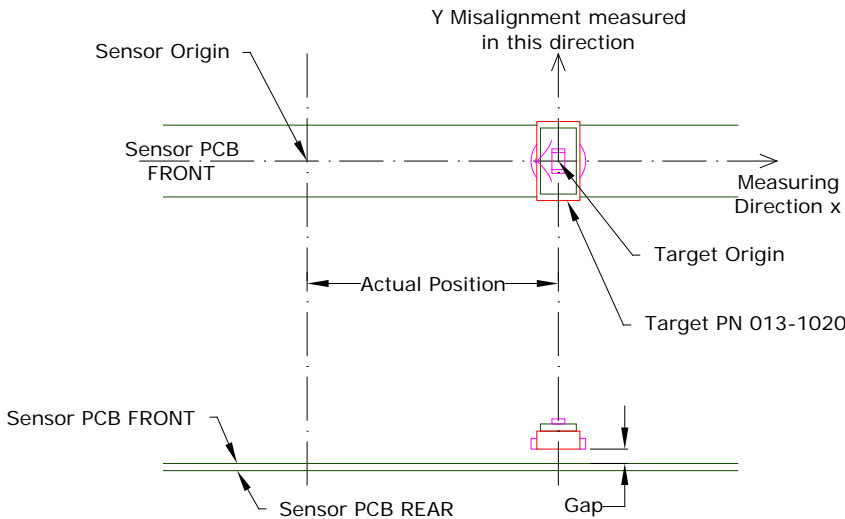 Y Misalignment measured
in this direction
Sensor Origin
Sensor PCB
FRONT
Measuring
Direction x
Target Origin
Actual Position
Target PN 013-1020
Sensor PCB FRONT
Sensor PCB REAR
Gap